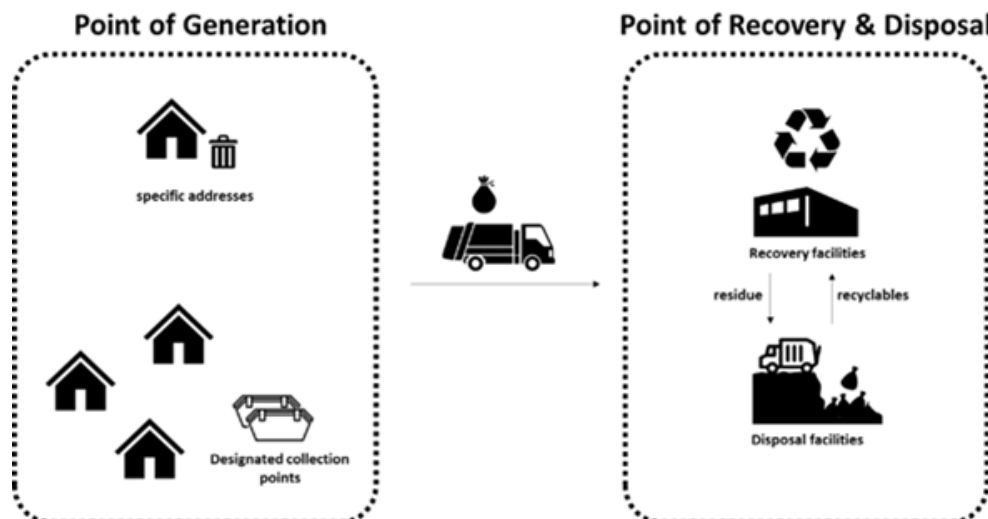 Point of Generation
Point of Recovery & Disposal
specific addresses
Designated collection
points
Recovery facilities
residue
recyclables
Disposal facilities